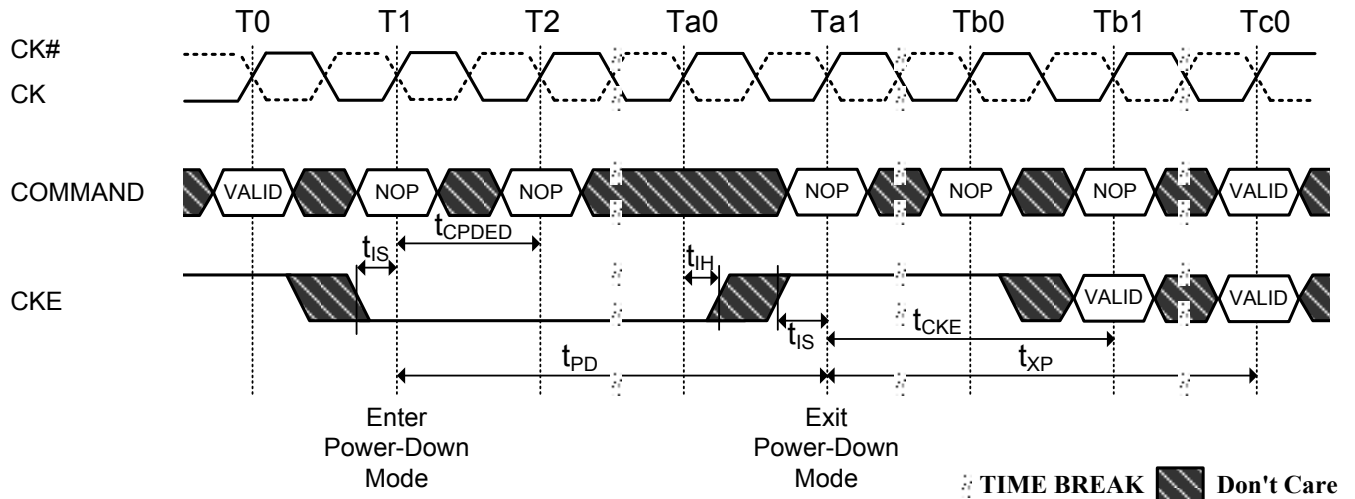 T0 T1 T2 Ta0 Ta1 Tb0 Tb1 Tc0
CK#
CK
COMMAND VALID NOP NOP NOP NOP NOP VALID
tIS tCPDED tIH
CKE VALID VALID
tIS tCKE
tPD tXP
Enter
Power-Down
Mode
Exit
Power-Down
Mode
TIME BREAK Don't Care